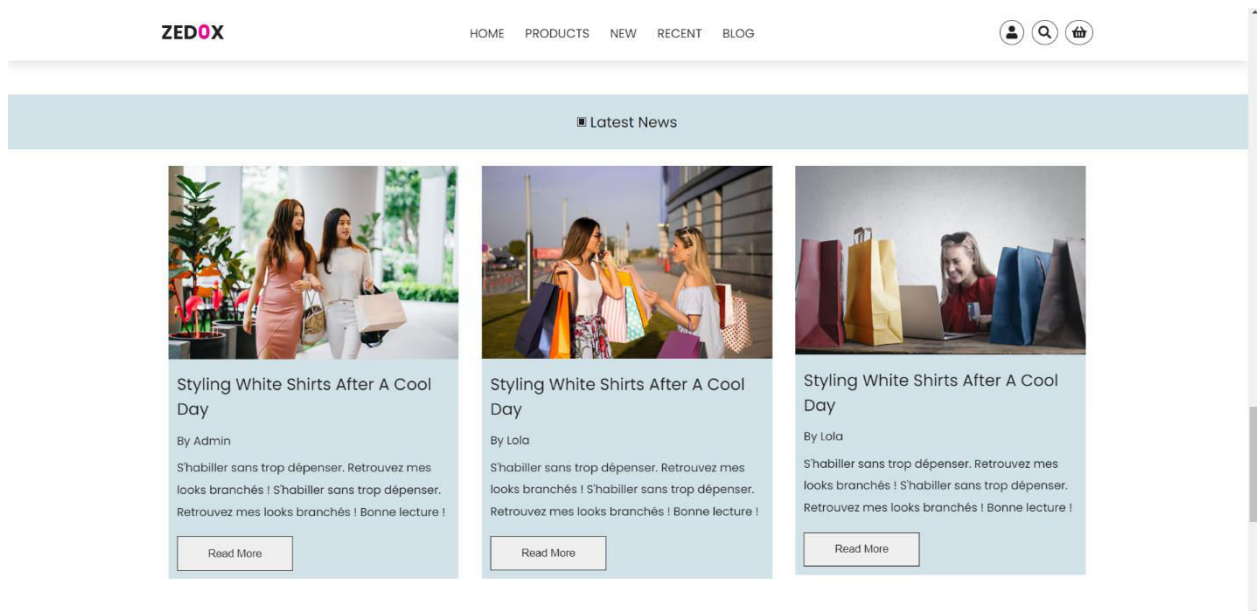 ZED0X
HOME PRODUCTS NEW RECENT BLOG
Latest News
Styling White Shirts After A Cool
Day
By Admin
S'habiller sans trop dépenser. Retrouvez mes
looks branchés ! S'habiller sans trop dépenser.
Retrouvez mes looks branchés ! Bonne lecture !
Read More
Styling White Shirts After A Cool
Day
By Lola
S'habiller sans trop dépenser. Retrouvez mes
looks branchés ! S'habiller sans trop dépenser.
Retrouvez mes looks branchés ! Bonne lecture !
Read More
Styling White Shirts After A Cool
Day
By Lola
S'habiller sans trop dépenser. Retrouvez mes
looks branchés ! S'habiller sans trop dépenser.
Retrouvez mes looks branchés ! Bonne lecture !
Read More